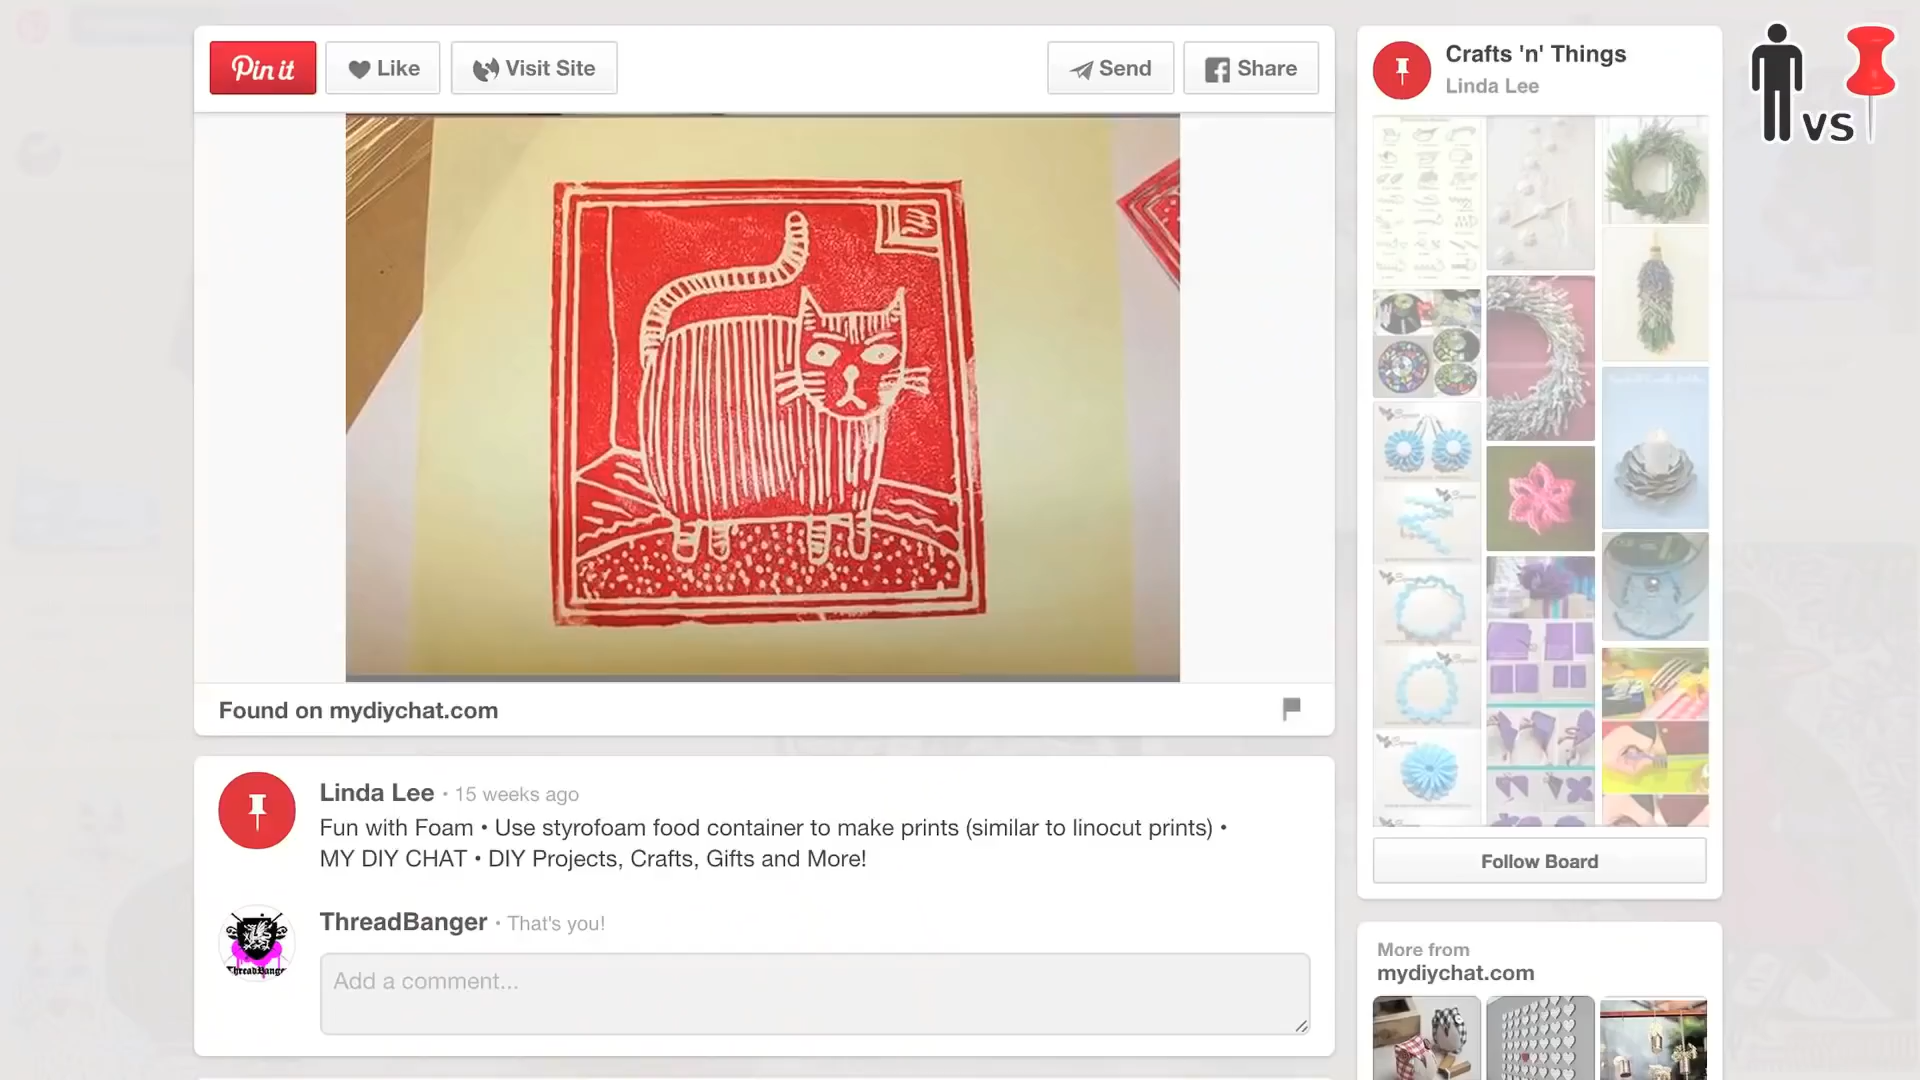 Pin it
Like
Visit Site
Send
Share
Crafts 'n' Things
Linda Lee
vs
Found on mydiychat.com
Linda Lee • 15 weeks ago
Fun with Foam • Use styrofoam food container to make prints (similar to linocut prints) •
MY DIY CHAT • DIY Projects, Crafts, Gifts and More!
ThreadBanger • That's you!
Add a comment...
Follow Board
More from
mydiychat.com